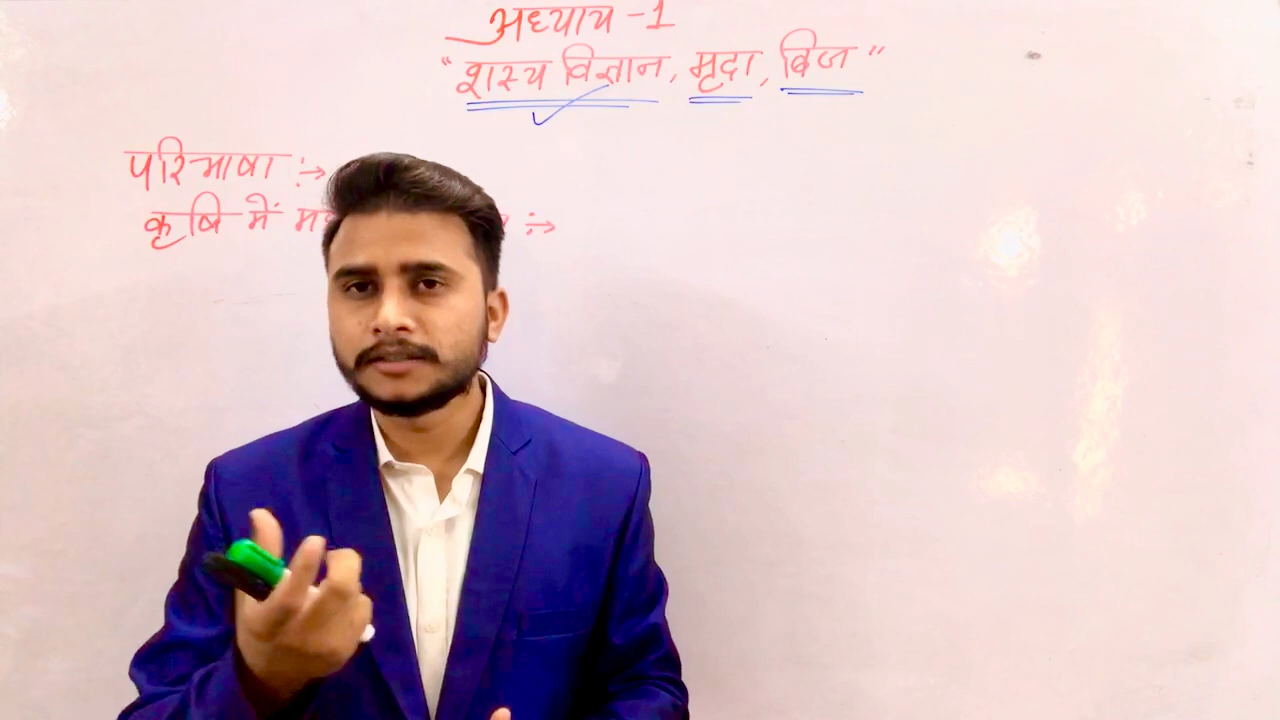 अध्याय -1
"शस्य विज्ञान, मृदा, बिज"
परिभाषा :→
कृषि में :→